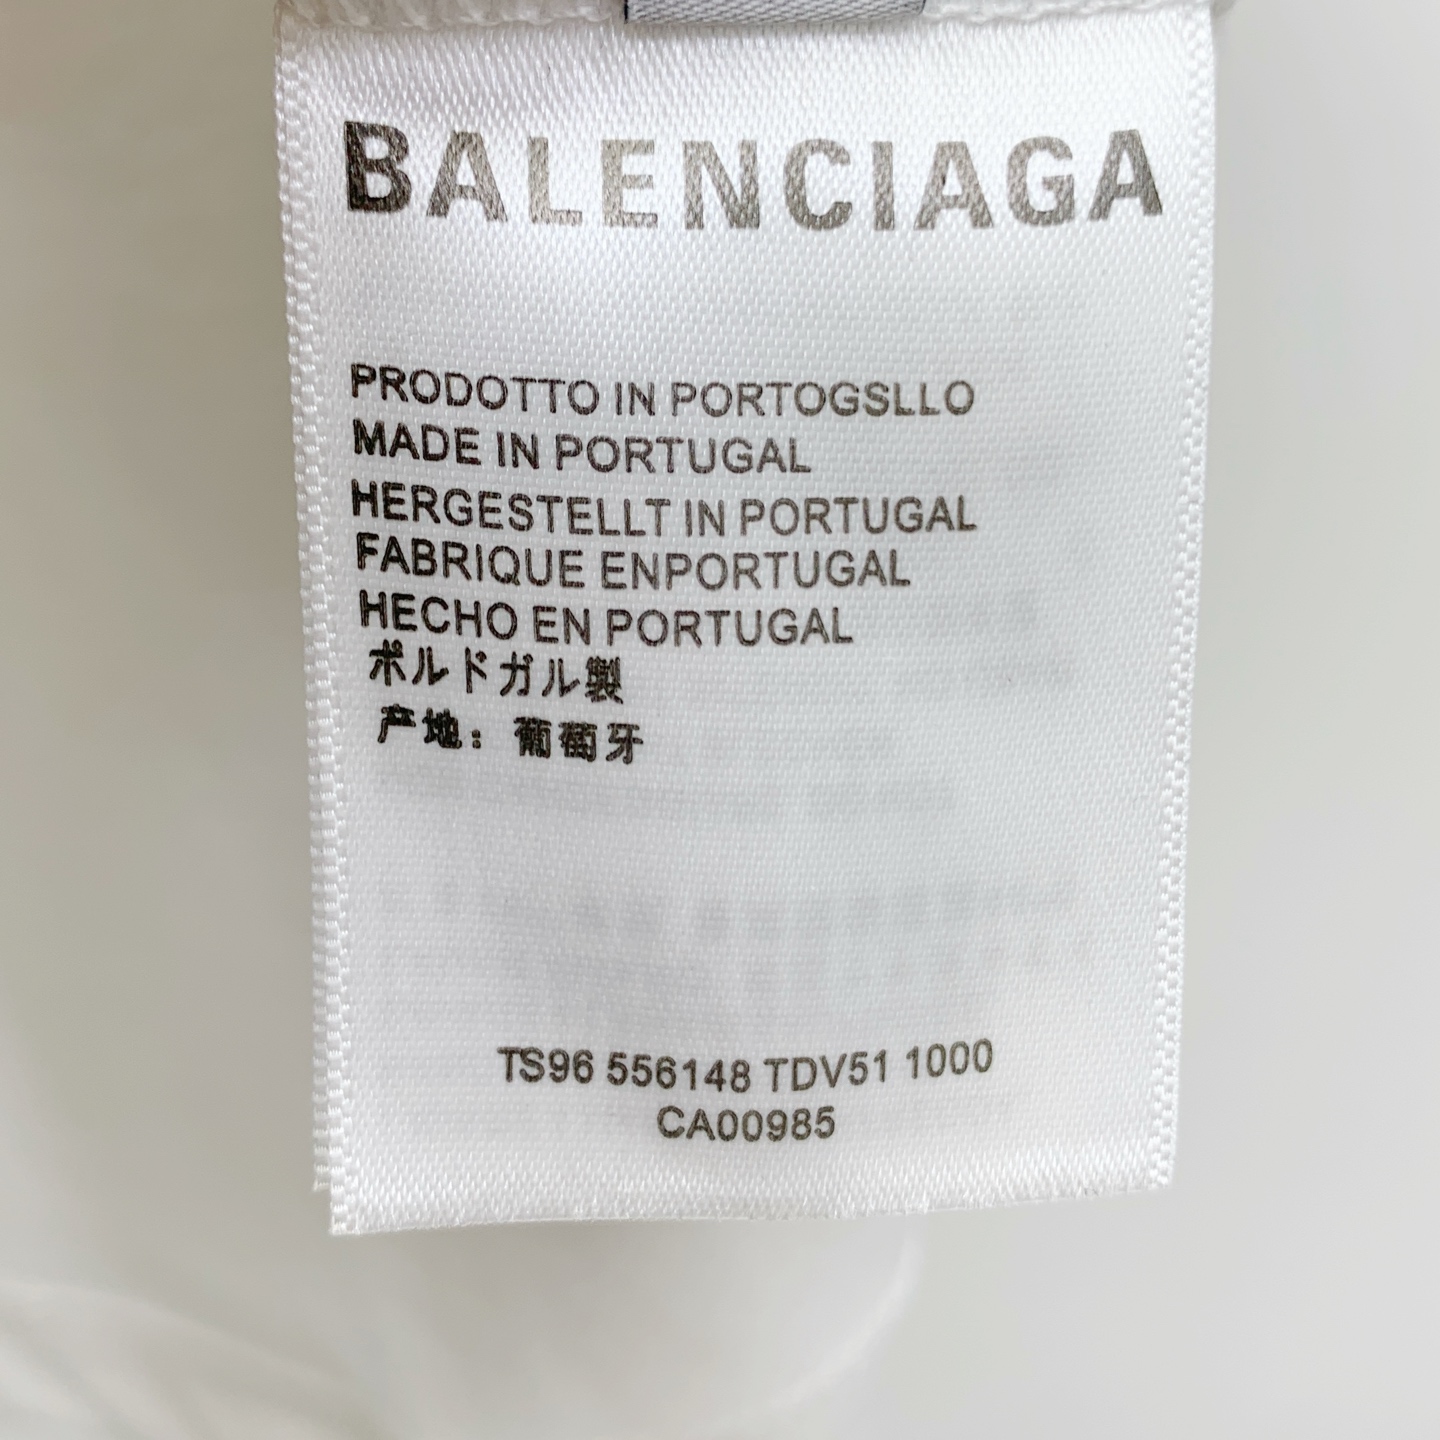 BALENCIAGA
PRODOTTO IN PORTOGSLLO
MADE IN PORTUGAL
HERGESTELLT IN PORTUGAL
FABRIQUE ENPORTUGAL
HECHO EN PORTUGAL
ポルドガル製
产地：葡萄牙
TS96 556148 TDV51 1000
CA00985